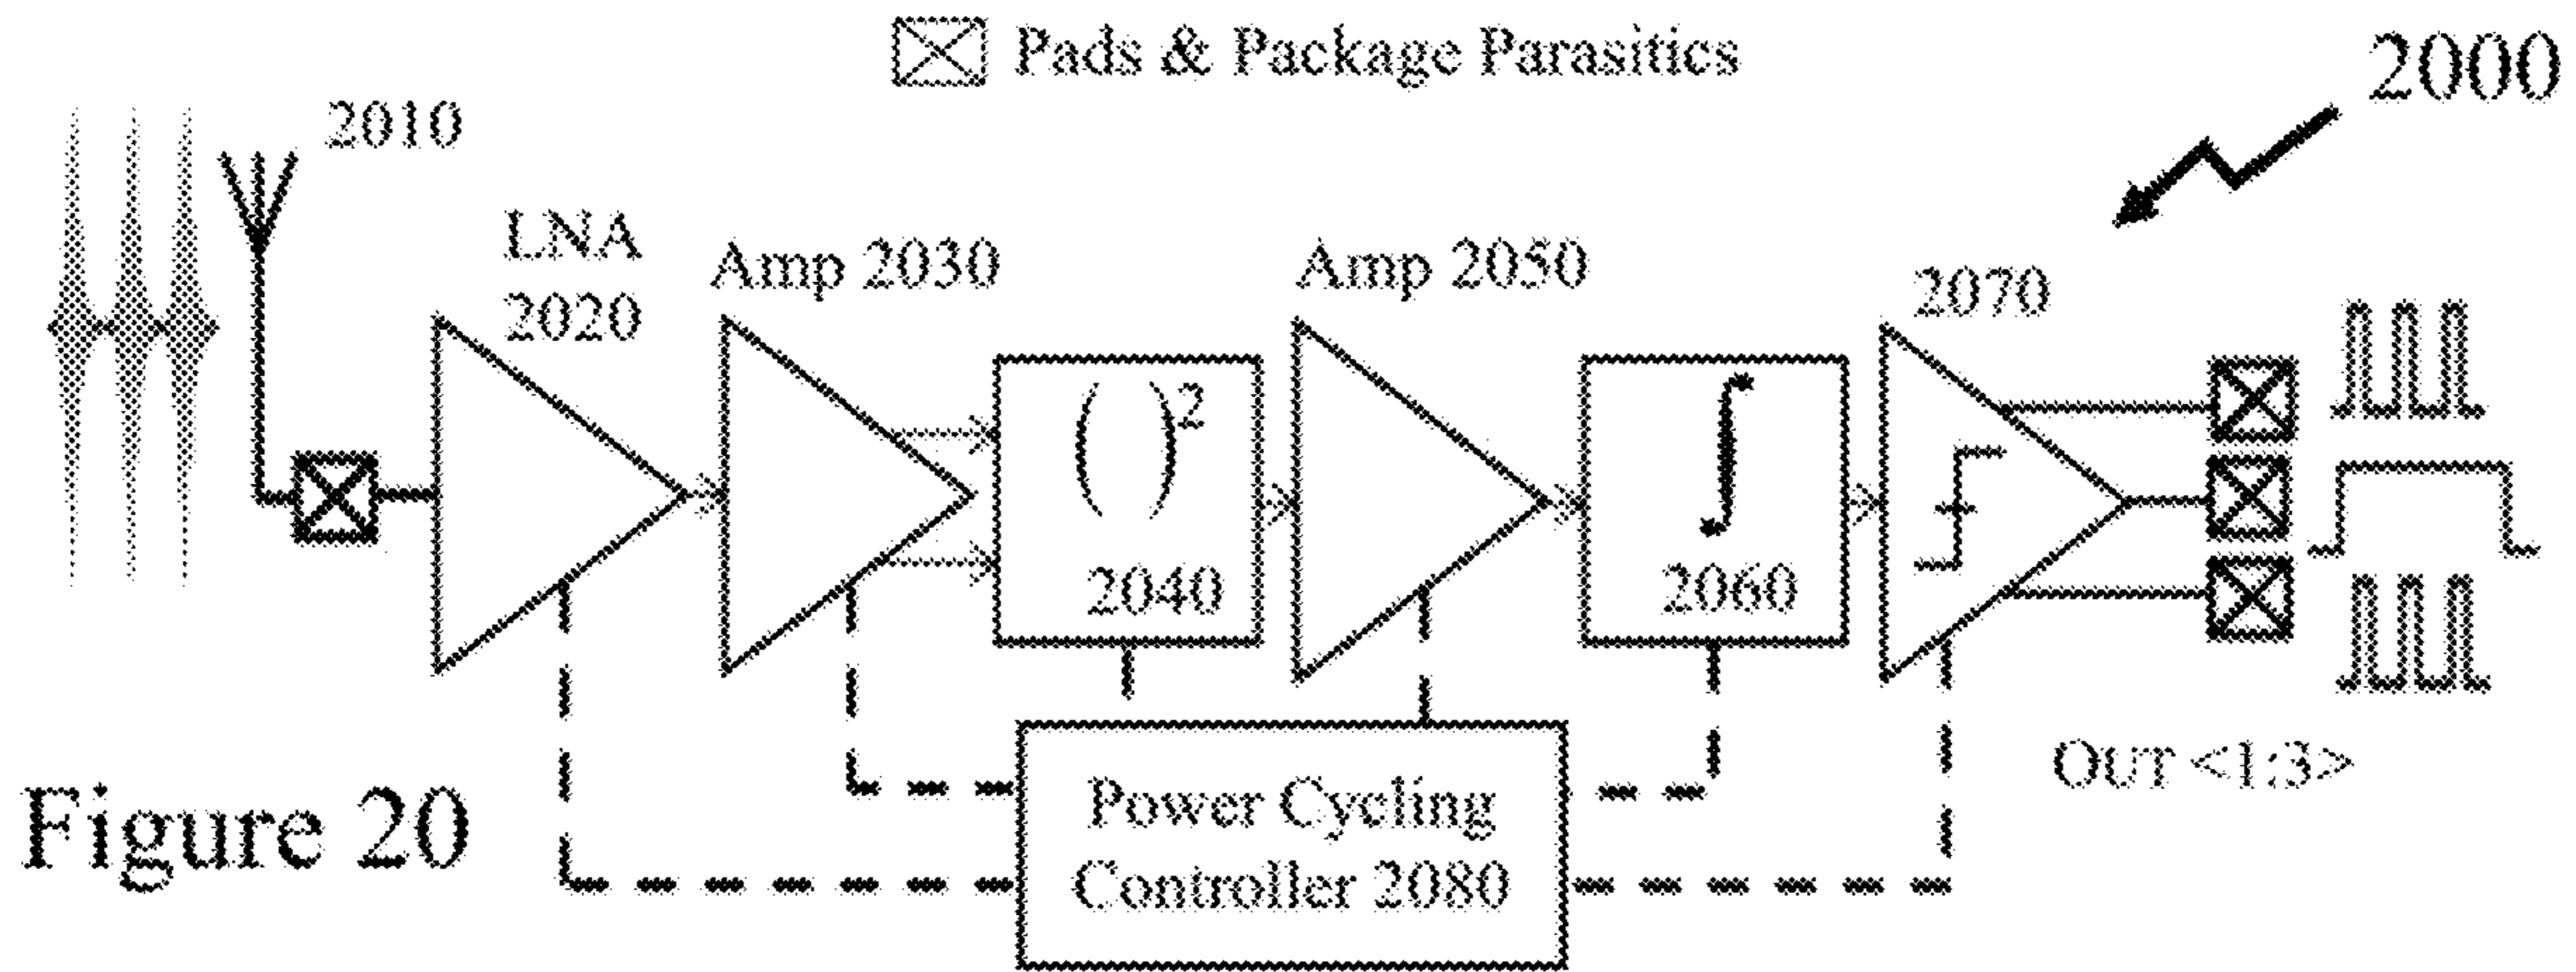 Pads & Package Parasitics
2000
2010
LNA
2020
Amp 2030
Amp 2050
2070
( )²
2040
∫
2060
Power Cycling
Controller 2080
OUT <1:3>
Figure 20